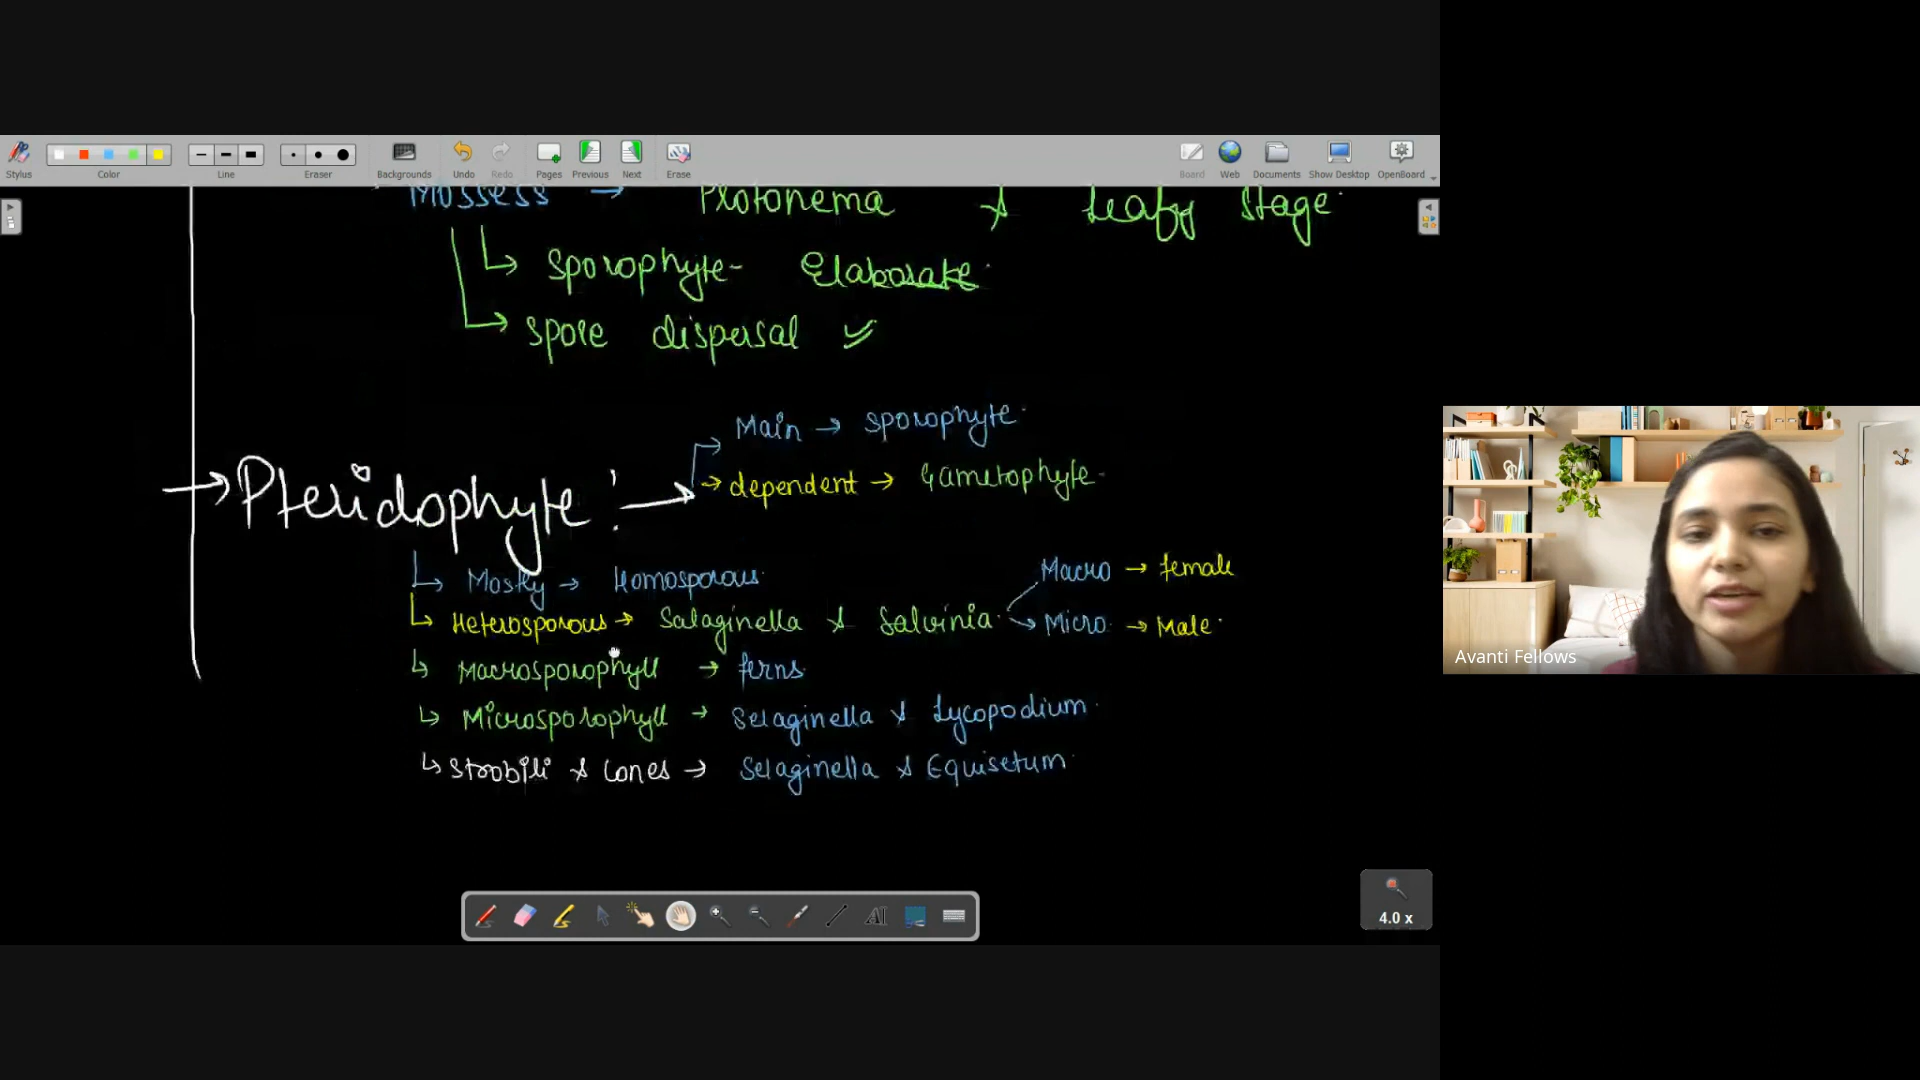 Stylus Color Line Eraser Backgrounds Undo Redo Pages Previous Next Erase Board Web Documents Show Desktop OpenBoard
Mossess → Protonema & Leafy Stage.
Sporophyte- Elaborate.
Spore dispersal
Main → Sporophyte.
→ Pteridophyte: →
→ dependent → Gametophyte.
Mostly → Homosporous.
Macro → female
Heterosporous → Salaginella & Salvinia.
Micro. → Male.
Macrosporophyll → ferns.
Microsporophyll → Selaginella & Lycopodium.
Strobili & Cones → Selaginella & Equisetum.
Avanti Fellows
4.0 x